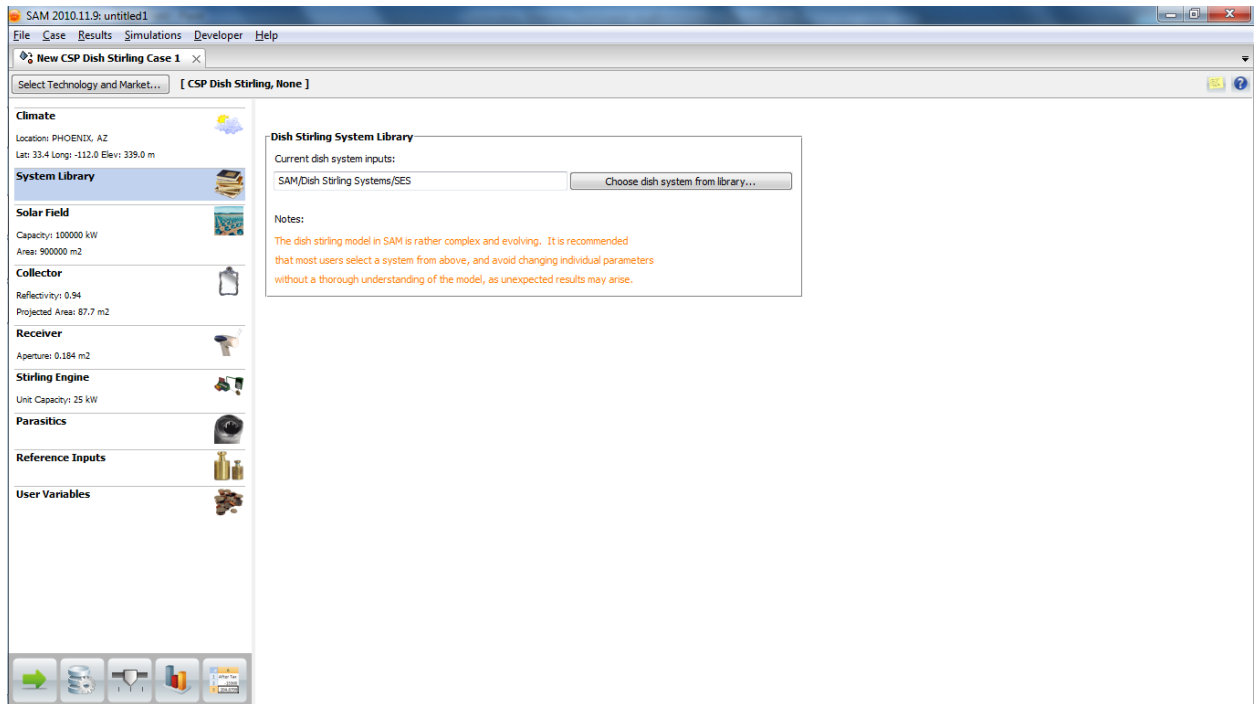 SAM 2010.11.9: untitled1
File Case Results Simulations Developer Help
New CSP Dish Stirling Case 1
Select Technology and Market... [ CSP Dish Stirling, None ]
Climate
Location: PHOENIX, AZ
Lat: 33.4 Long: -112.0 Elev: 339.0 m
System Library
Solar Field
Capacity: 100000 kW
Area: 900000 m2
Collector
Reflectivity: 0.94
Projected Area: 87.7 m2
Receiver
Aperture: 0.184 m2
Stirling Engine
Unit Capacity: 25 kW
Parasitics
Reference Inputs
User Variables
Dish Stirling System Library
Current dish system inputs:
SAM/Dish Stirling Systems/SES Choose dish system from library...
Notes:
The dish stirling model in SAM is rather complex and evolving. It is recommended
that most users select a system from above, and avoid changing individual parameters
without a thorough understanding of the model, as unexpected results may arise.
After Tax